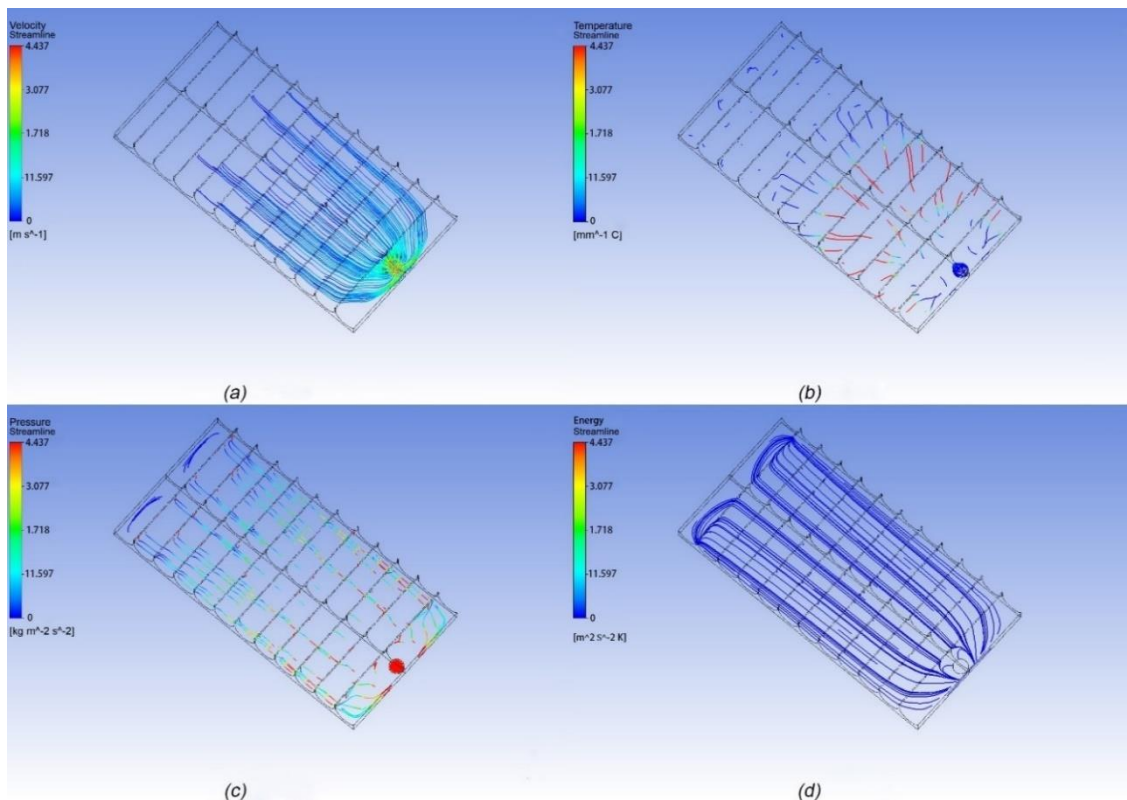 Velocity
Streamline
4.437
3.077
1.718
11.597
0
[m s^-1]
(a)
Temperature
Streamline
4.437
3.077
1.718
11.597
0
[mm^-1 C]
(b)
Pressure
Streamline
4.437
3.077
1.718
11.597
0
[kg m^-2 s^-2]
(c)
Energy
Streamline
4.437
3.077
1.718
11.597
0
[m^2 S^-2 K]
(d)